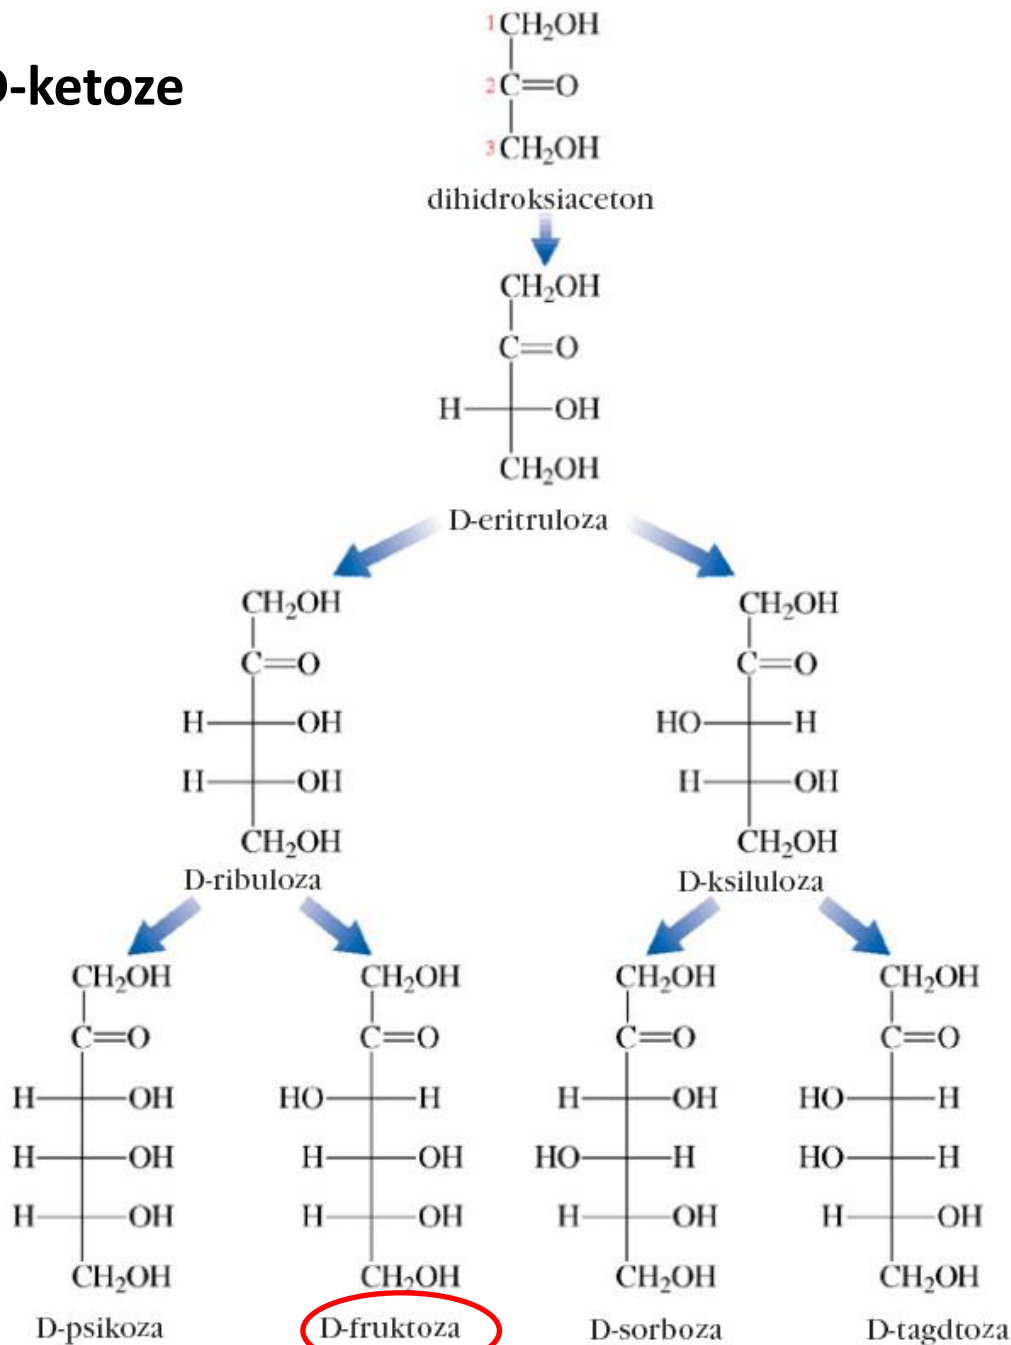 D-ketoze
1CH₂OH
2C=O
3CH₂OH
dihidroksiaceton
CH₂OH
C=O
H OH
CH₂OH
D-eritruloza
CH₂OH CH₂OH
C=O C=O
H OH HO H
H OH H OH
CH₂OH CH₂OH
D-ribuloza D-ksiluloza
CH₂OH CH₂OH CH₂OH CH₂OH
C=O C=O C=O C=O
H OH HO H H OH HO H
H OH H OH HO H HO H
H OH H OH H OH H OH
CH₂OH CH₂OH CH₂OH CH₂OH
D-psikoza D-fruktoza D-sorboza D-tagdtoza